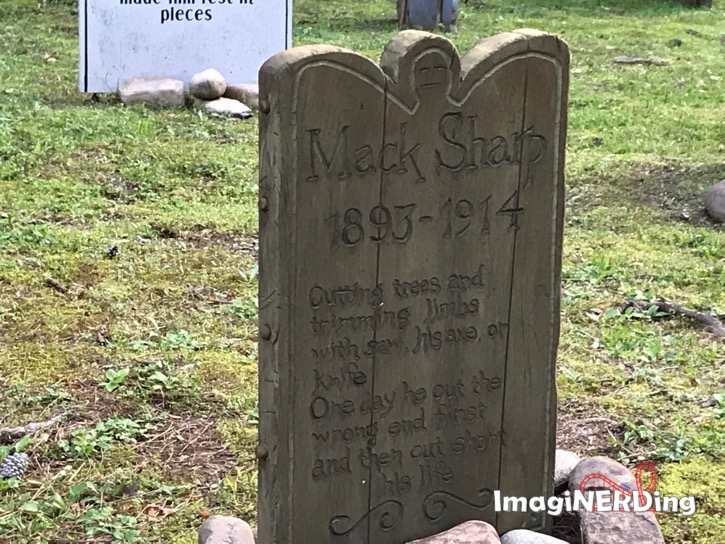 made him rest in
pieces
Mack Sharp
1893-1914
Cutting trees and
trimming limbs
with saw, his axe, or
knife
One day he cut the
wrong end first
and then cut short
his life
ImagiNERDing